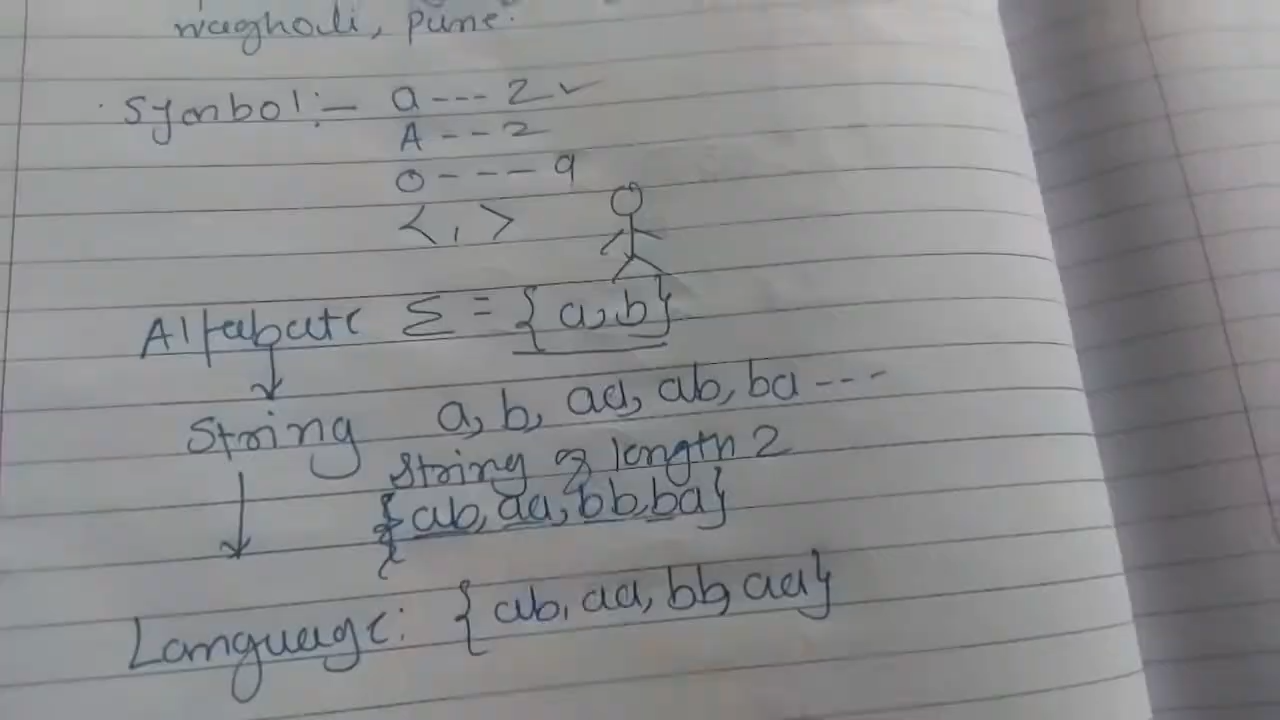 waghodi, pune.
Symbol:- a --- z ✓
A --- z
0 ---- 9
<, >
Alfabate Σ = {a,b}
String a, b, aa, ab, ba ---
String of length 2
{ab, aa, bb, ba}
Language: {ab, aa, bb, aa}